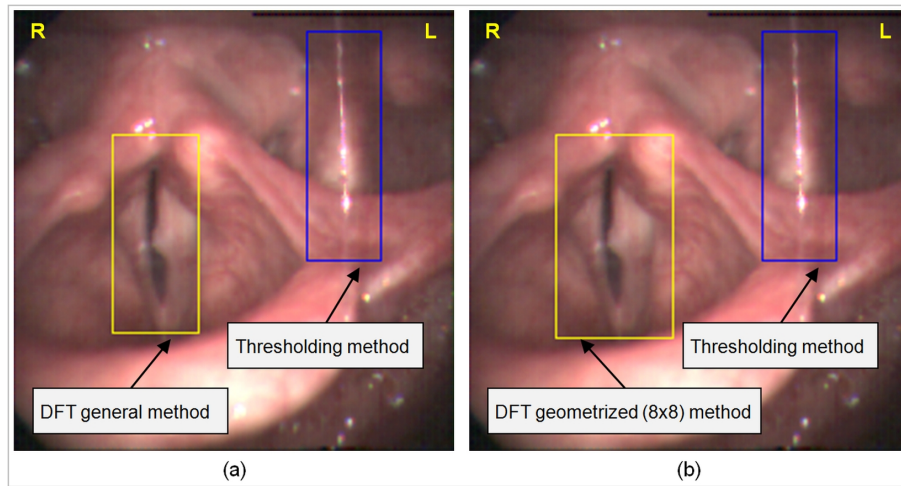 R
L
Thresholding method
DFT general method
(a)
R
L
Thresholding method
DFT geometrized (8x8) method
(b)